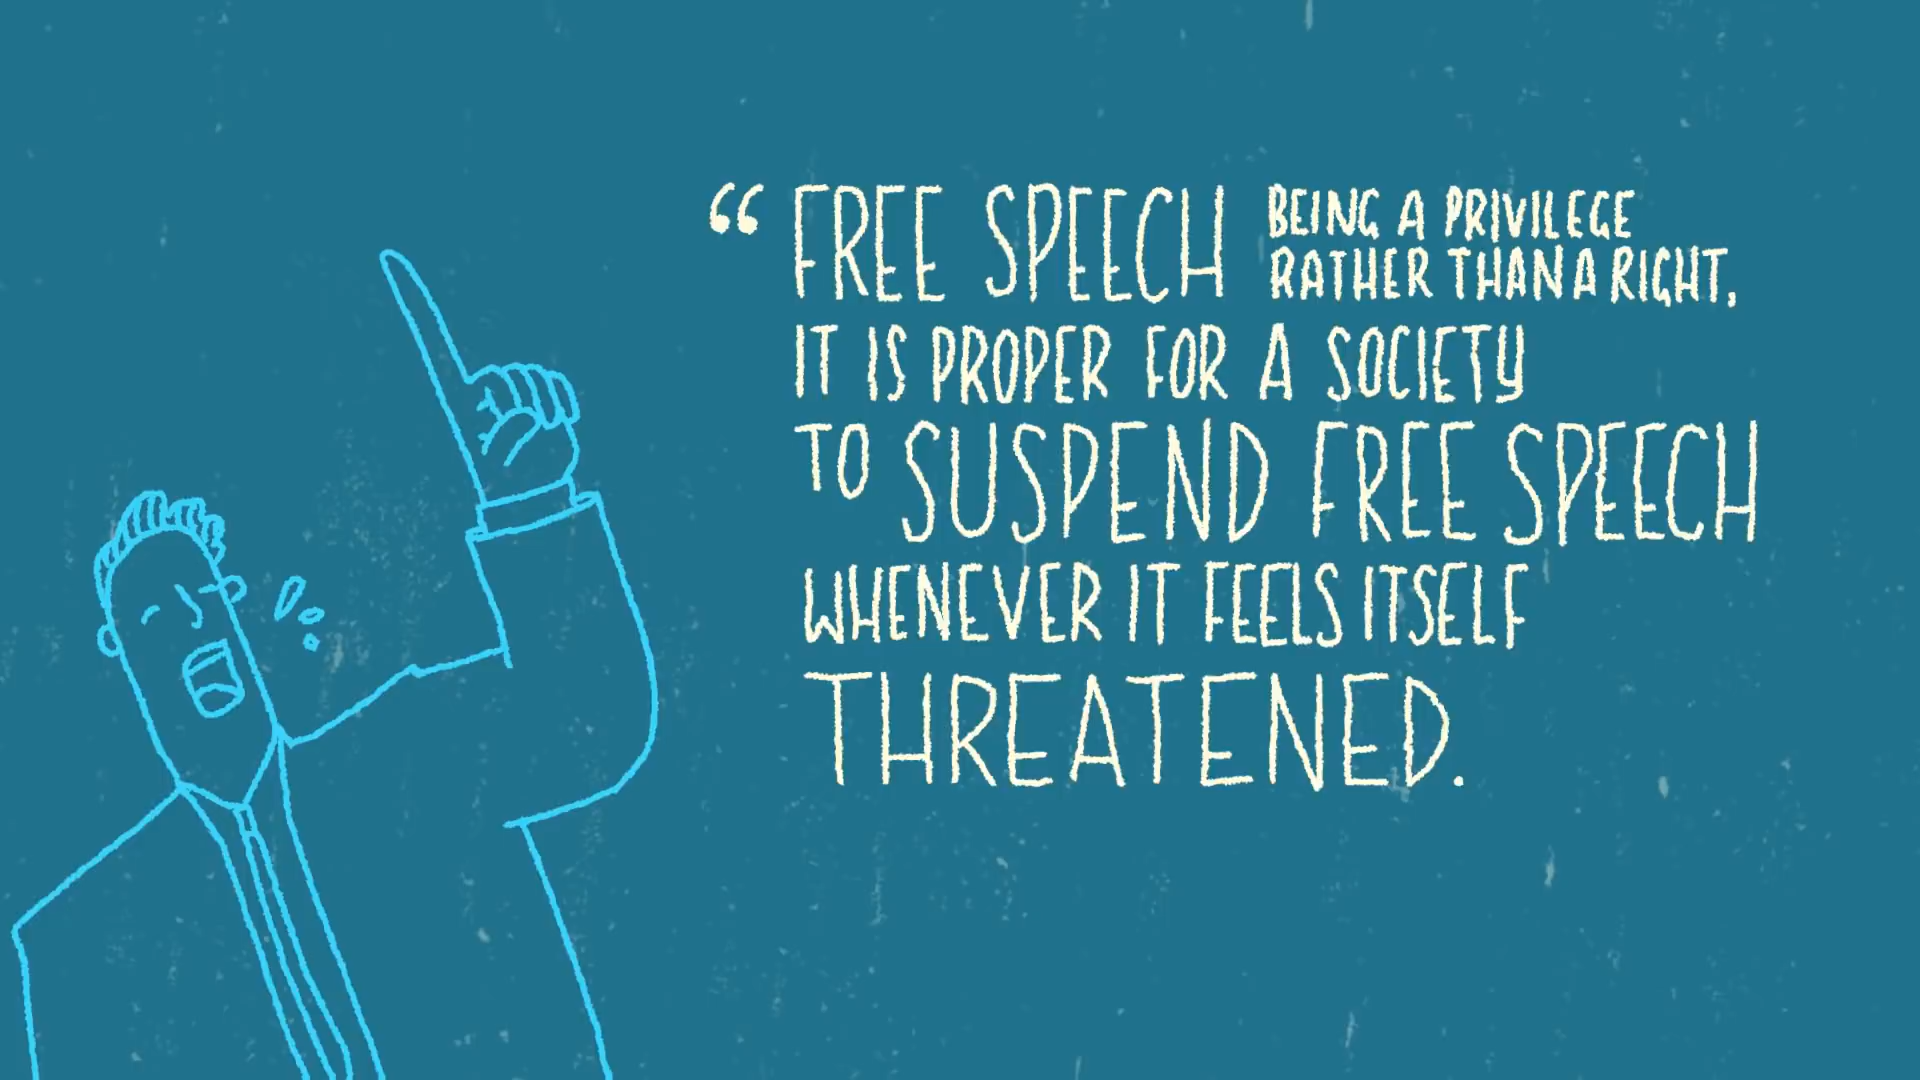 “ FREE SPEECH BEING A PRIVILEGE
RATHER THAN A RIGHT,
IT IS PROPER FOR A SOCIETY
TO SUSPEND FREE SPEECH
WHENEVER IT FEELS ITSELF
THREATENED.